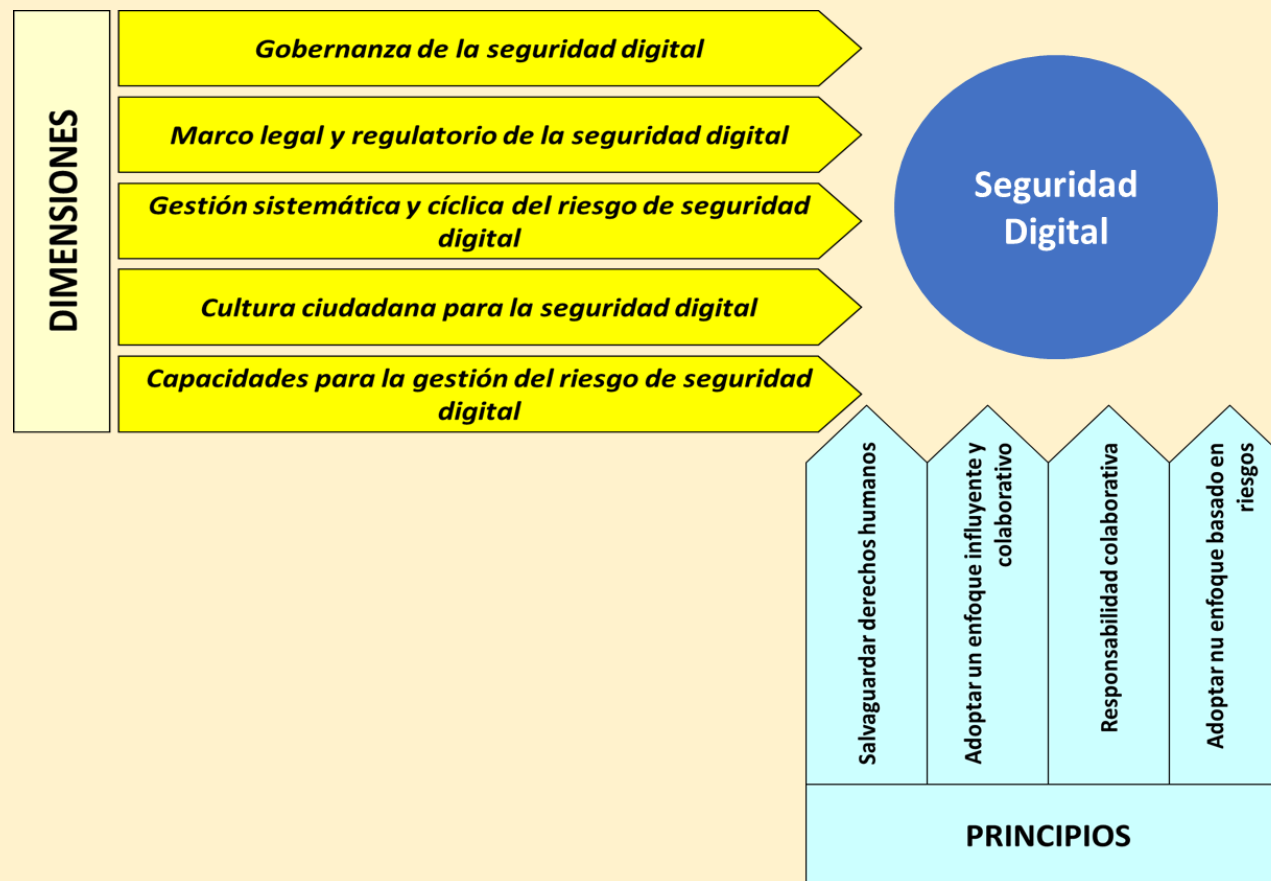 DIMENSIONES
Gobernanza de la seguridad digital
Marco legal y regulatorio de la seguridad digital
Gestión sistemática y cíclica del riesgo de seguridad
digital
Cultura ciudadana para la seguridad digital
Capacidades para la gestión del riesgo de seguridad
digital
Seguridad
Digital
Salvaguardar derechos humanos
Adoptar un enfoque influyente y
colaborativo
Responsabilidad colaborativa
Adoptar nu enfoque basado en
riesgos
PRINCIPIOS